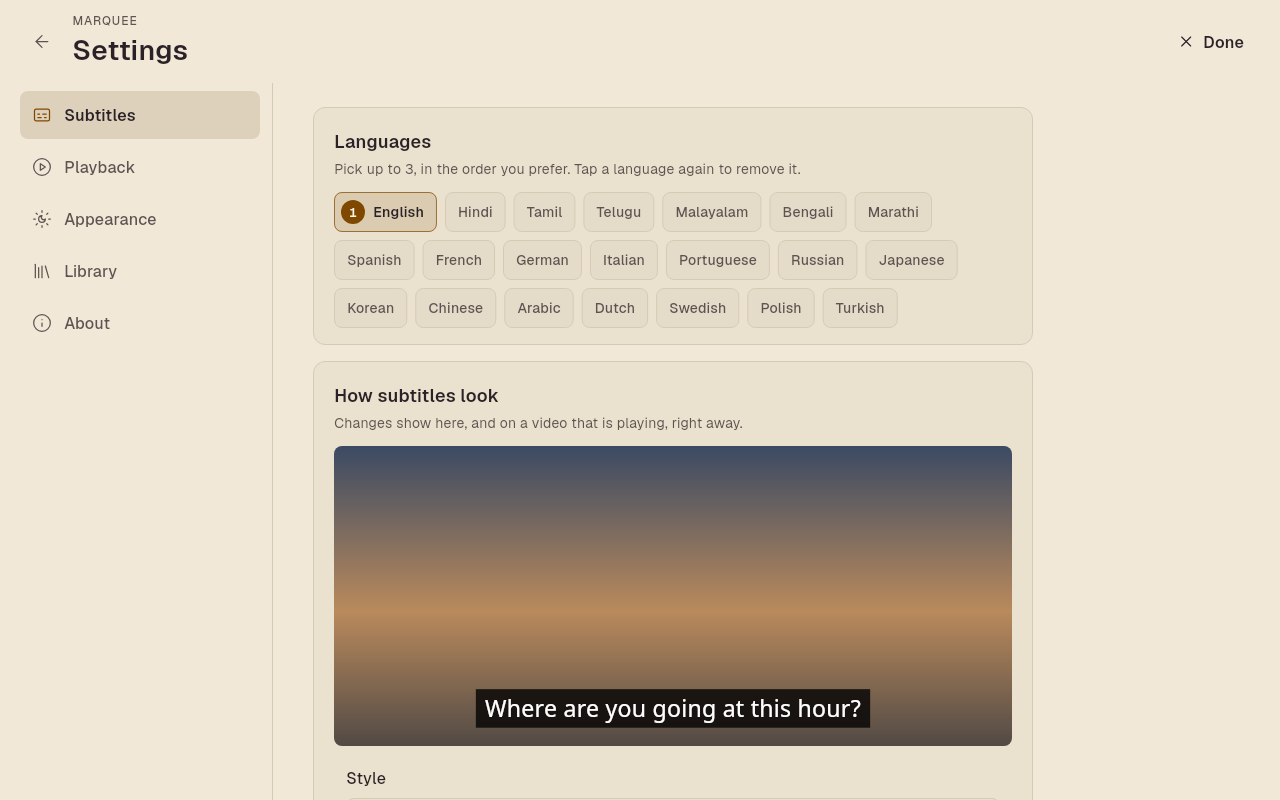 MARQUEE
Settings
Done
Subtitles
Playback
Appearance
Library
About
Languages
Pick up to 3, in the order you prefer. Tap a language again to remove it.
1 English Hindi Tamil Telugu Malayalam Bengali Marathi
Spanish French German Italian Portuguese Russian Japanese
Korean Chinese Arabic Dutch Swedish Polish Turkish
How subtitles look
Changes show here, and on a video that is playing, right away.
Where are you going at this hour?
Style